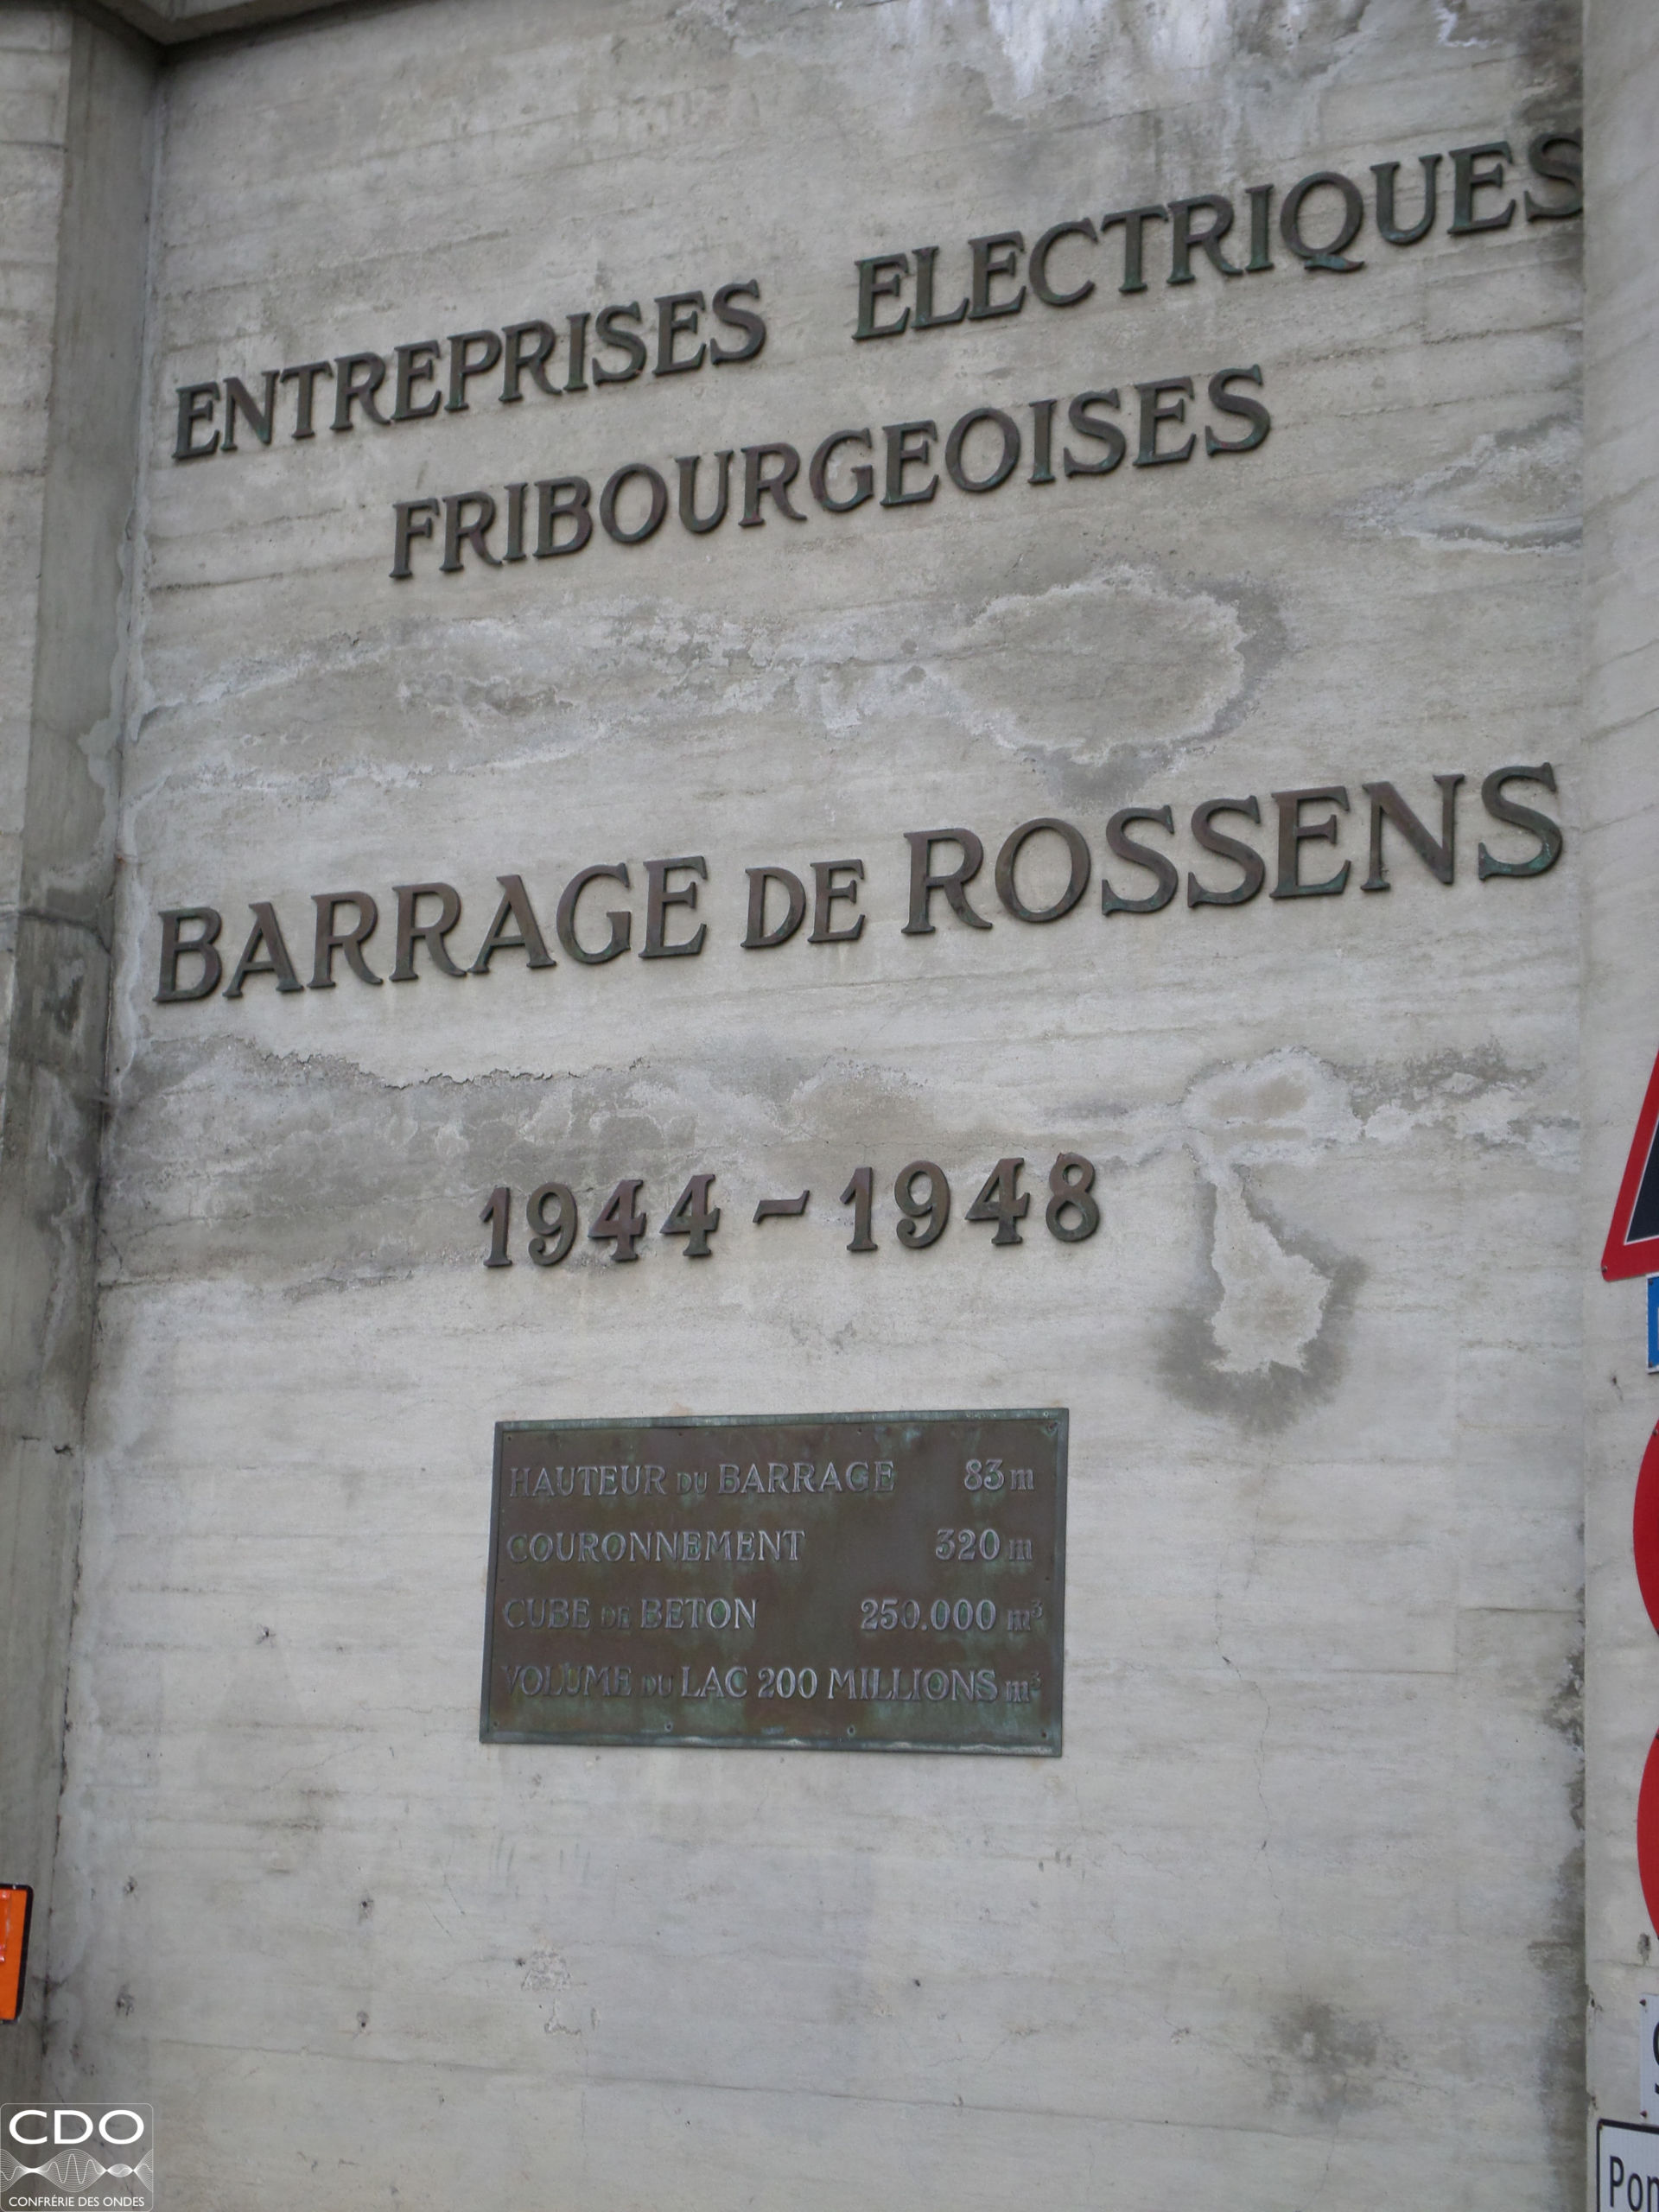 ENTREPRISES ELECTRIQUES
FRIBOURGEOISES
BARRAGE DE ROSSENS
1944-1948
HAUTEUR DU BARRAGE 83 m
COURONNEMENT 320 m
CUBE DE BETON 250.000 m³
VOLUME DU LAC 200 MILLIONS m³
CDO
CONFRÉRIE DES ONDES